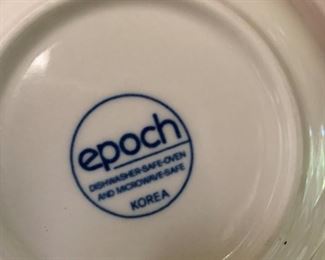 epoch
DISHWASHER-SAFE-OVEN
AND MICROWAVE-SAFE
KOREA